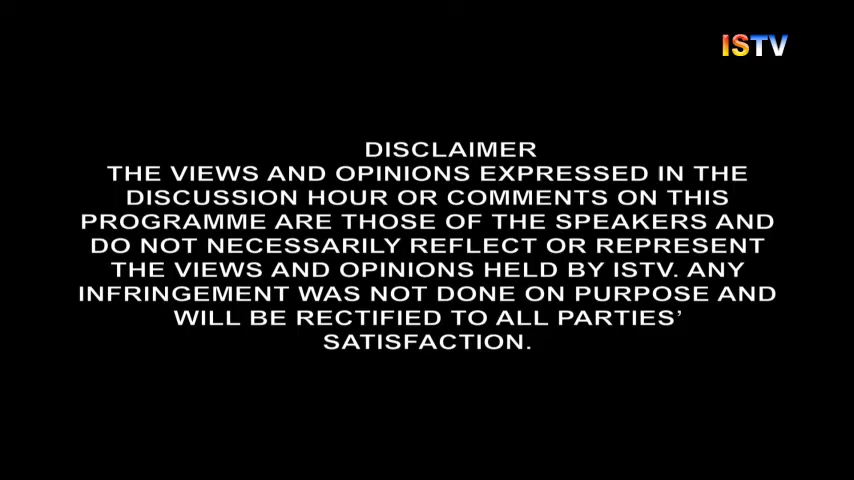 ISTV
DISCLAIMER
THE VIEWS AND OPINIONS EXPRESSED IN THE
DISCUSSION HOUR OR COMMENTS ON THIS
PROGRAMME ARE THOSE OF THE SPEAKERS AND
DO NOT NECESSARILY REFLECT OR REPRESENT
THE VIEWS AND OPINIONS HELD BY ISTV. ANY
INFRINGEMENT WAS NOT DONE ON PURPOSE AND
WILL BE RECTIFIED TO ALL PARTIES’
SATISFACTION.